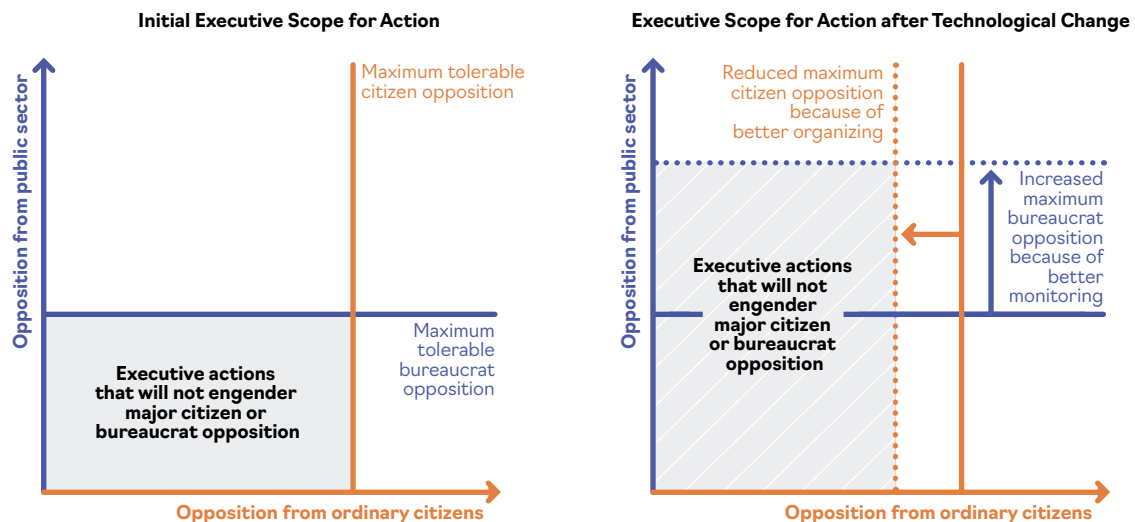 Initial Executive Scope for Action
Opposition from public sector
Maximum tolerable
citizen opposition
Maximum
tolerable
bureaucrat
opposition
Executive actions
that will not engender
major citizen or
bureaucrat opposition
Opposition from ordinary citizens
Executive Scope for Action after Technological Change
Opposition from public sector
Reduced maximum
citizen opposition
because of
better organizing
Increased
maximum
bureaucrat
opposition
because of
better
monitoring
Executive actions
that will not
engender
major citizen
or bureaucrat
opposition
Opposition from ordinary citizens